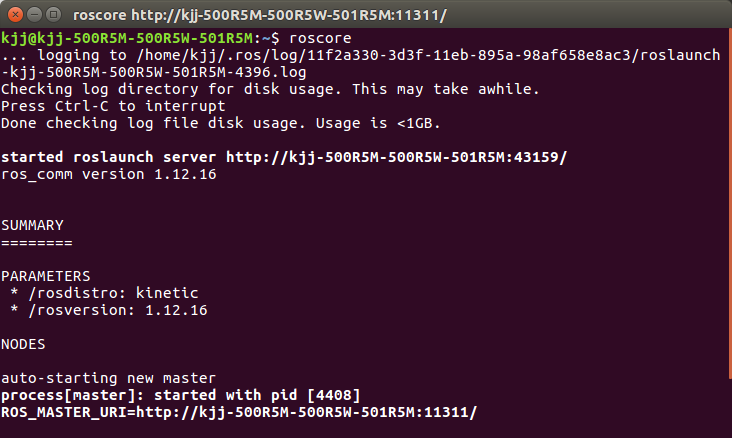 roscore http://kjj-500R5M-500R5W-501R5M:11311/
kjj@kjj-500R5M-500R5W-501R5M:~$ roscore
... logging to /home/kjj/.ros/log/11f2a330-3d3f-11eb-895a-98af658e8ac3/roslaunch
-kjj-500R5M-500R5W-501R5M-4396.log
Checking log directory for disk usage. This may take awhile.
Press Ctrl-C to interrupt
Done checking log file disk usage. Usage is <1GB.
started roslaunch server http://kjj-500R5M-500R5W-501R5M:43159/
ros_comm version 1.12.16
SUMMARY
========
PARAMETERS
 * /rosdistro: kinetic
 * /rosversion: 1.12.16
NODES
auto-starting new master
process[master]: started with pid [4408]
ROS_MASTER_URI=http://kjj-500R5M-500R5W-501R5M:11311/